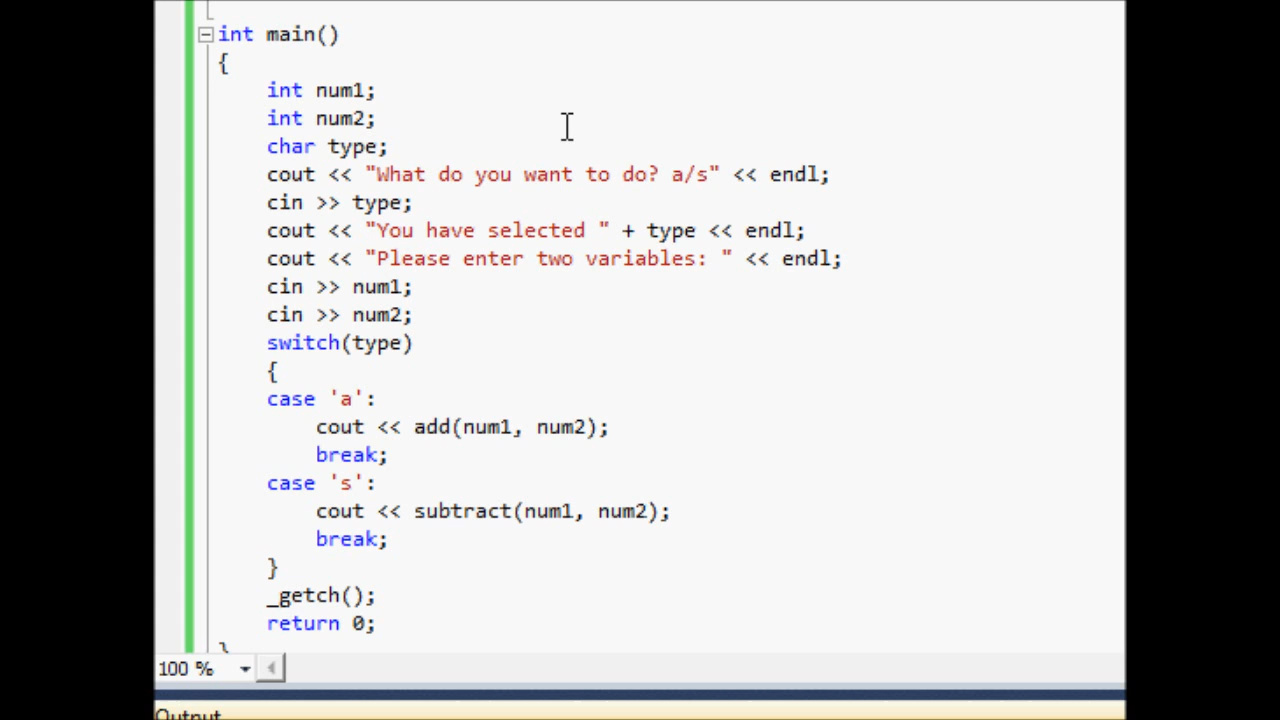 int main()
{
    int num1;
    int num2;
    char type;
    cout << "What do you want to do? a/s" << endl;
    cin >> type;
    cout << "You have selected " + type << endl;
    cout << "Please enter two variables: " << endl;
    cin >> num1;
    cin >> num2;
    switch(type)
    {
    case 'a':
        cout << add(num1, num2);
        break;
    case 's':
        cout << subtract(num1, num2);
        break;
    }
    _getch();
    return 0;
}
100 %
Output